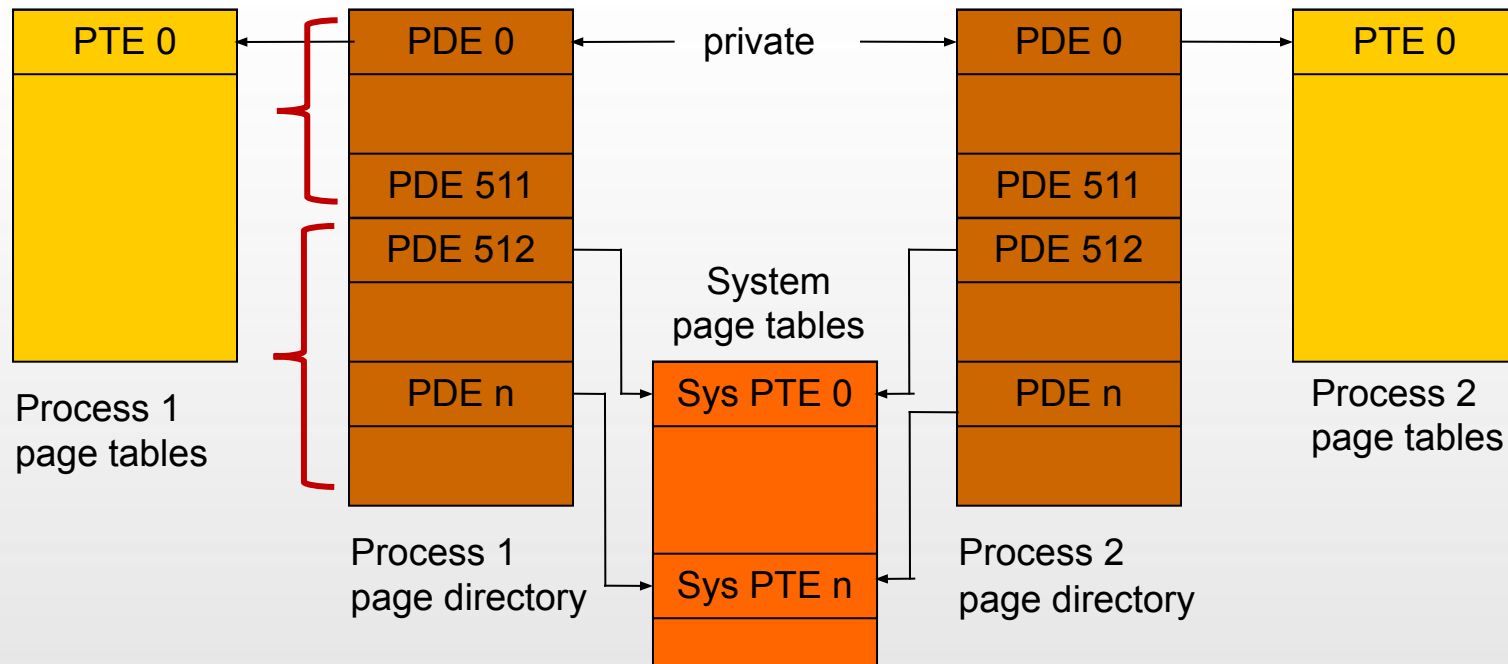 PTE 0
PDE 0
private
PDE 0
PTE 0
PDE 511
PDE 511
PDE 512
PDE 512
System
page tables
PDE n
Sys PTE 0
PDE n
Process 1
page tables
Process 2
page tables
Process 1
page directory
Sys PTE n
Process 2
page directory